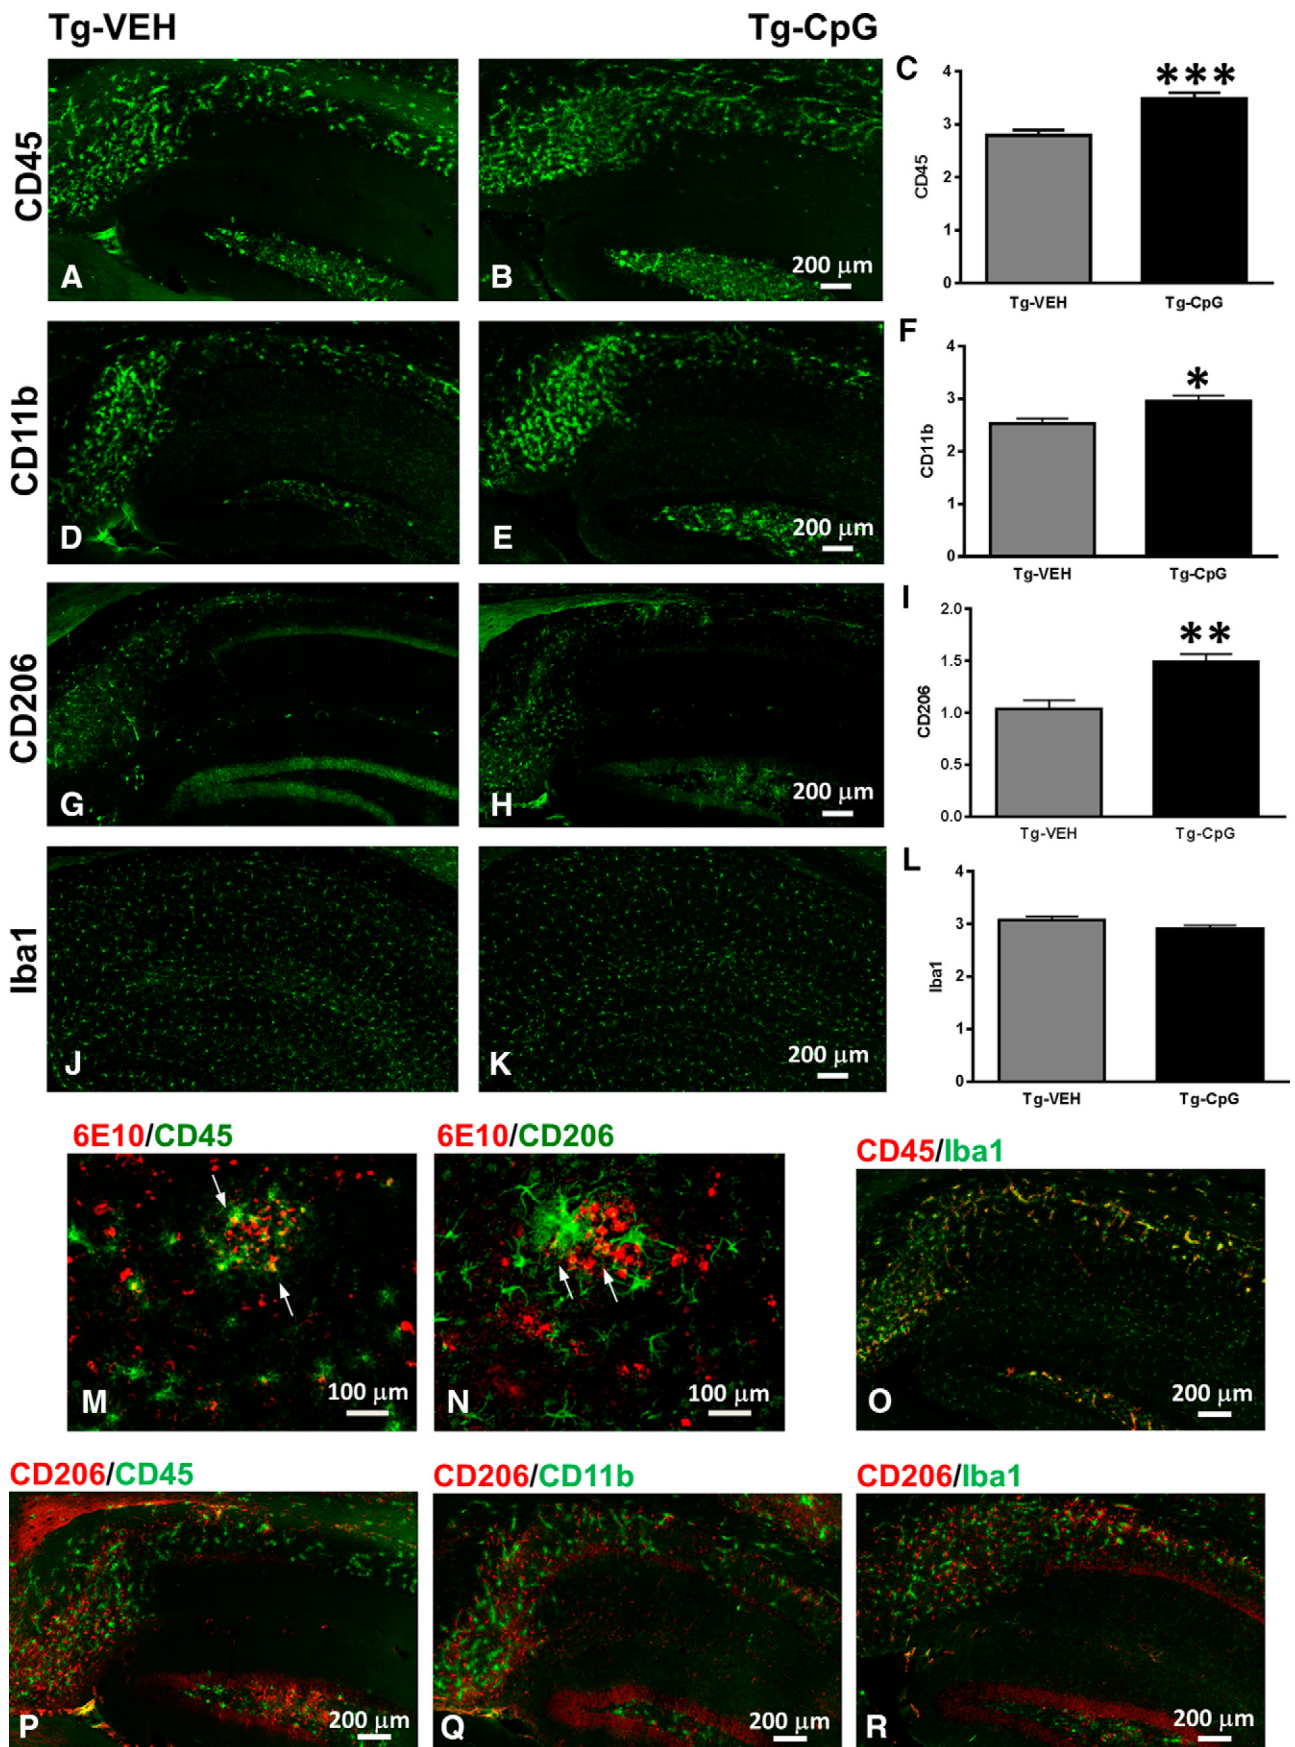 Tg-VEH
Tg-CpG
CD45
A
B
200 μm
C
4
3
2
1
0
CD45
***
Tg-VEH
Tg-CpG
CD11b
D
E
200 μm
F
4
3
2
1
0
CD11b
*
Tg-VEH
Tg-CpG
CD206
G
H
200 μm
I
2.0
1.5
1.0
0.5
0.0
CD206
**
Tg-VEH
Tg-CpG
Iba1
J
K
200 μm
L
4
3
2
1
0
Iba1
Tg-VEH
Tg-CpG
6E10/CD45
M
100 μm
6E10/CD206
N
100 μm
CD45/Iba1
O
200 μm
CD206/CD45
P
200 μm
CD206/CD11b
Q
200 μm
CD206/Iba1
R
200 μm